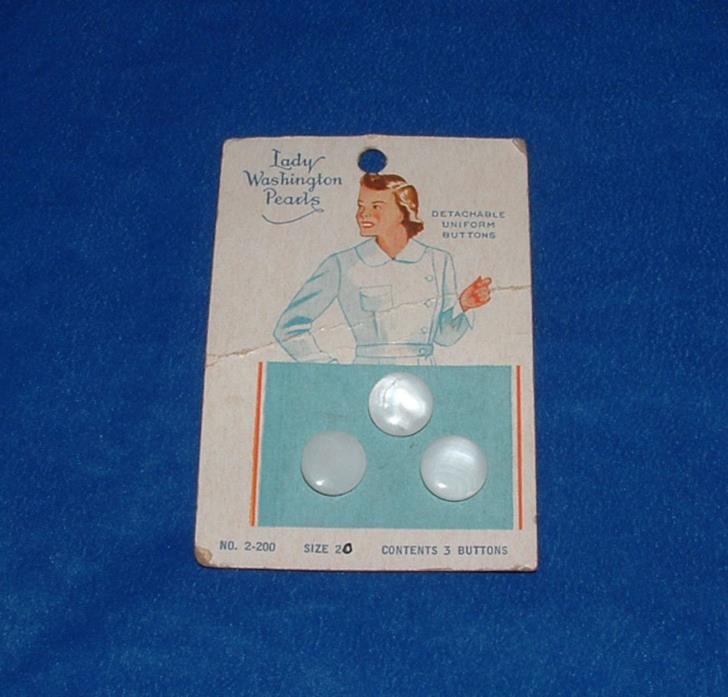 Lady
Washington
Pearls
DETACHABLE
UNIFORM
BUTTONS
NO. 2-200 SIZE 20 CONTENTS 3 BUTTONS